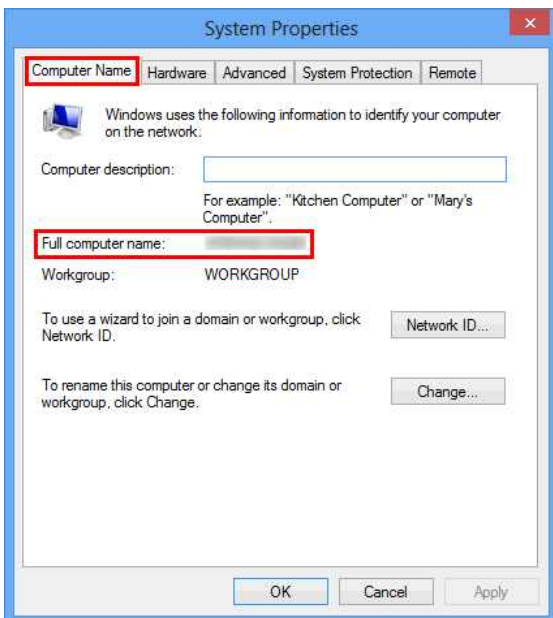 System Properties
Computer Name Hardware Advanced System Protection Remote
Windows uses the following information to identify your computer
on the network.
Computer description:
For example: "Kitchen Computer" or "Mary's
Computer".
Full computer name:
Workgroup: WORKGROUP
To use a wizard to join a domain or workgroup, click
Network ID.
Network ID...
To rename this computer or change its domain or
workgroup, click Change.
Change...
OK Cancel Apply